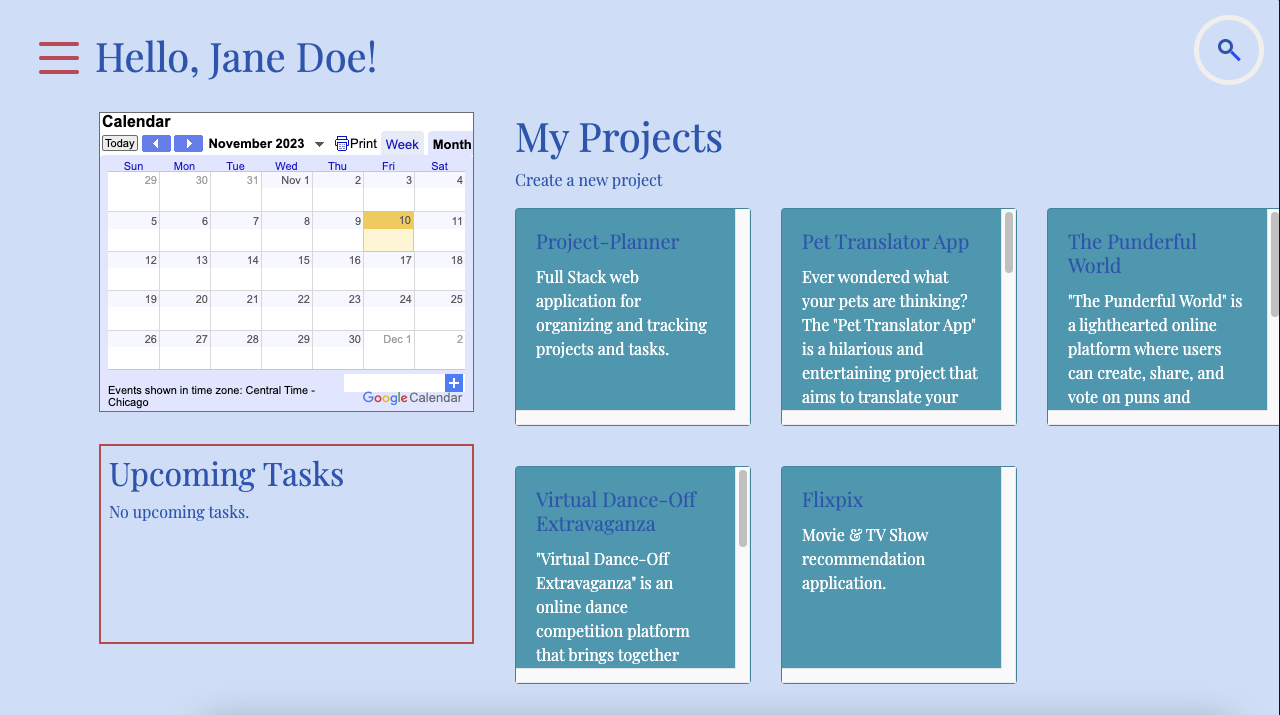 Hello, Jane Doe!
Calendar
Today November 2023 Print Week Month
Sun Mon Tue Wed Thu Fri Sat
29 30 31 Nov 1 2 3 4
5 6 7 8 9 10 11
12 13 14 15 16 17 18
19 20 21 22 23 24 25
26 27 28 29 30 Dec 1 2
Events shown in time zone: Central Time -
Chicago
Google Calendar
Upcoming Tasks
No upcoming tasks.
My Projects
Create a new project
Project-Planner
Full Stack web
application for
organizing and tracking
projects and tasks.
Pet Translator App
Ever wondered what
your pets are thinking?
The "Pet Translator App"
is a hilarious and
entertaining project that
aims to translate your
The Punderful
World
"The Punderful World" is
a lighthearted online
platform where users
can create, share, and
vote on puns and
Virtual Dance-Off
Extravaganza
"Virtual Dance-Off
Extravaganza" is an
online dance
competition platform
that brings together
Flixpix
Movie & TV Show
recommendation
application.